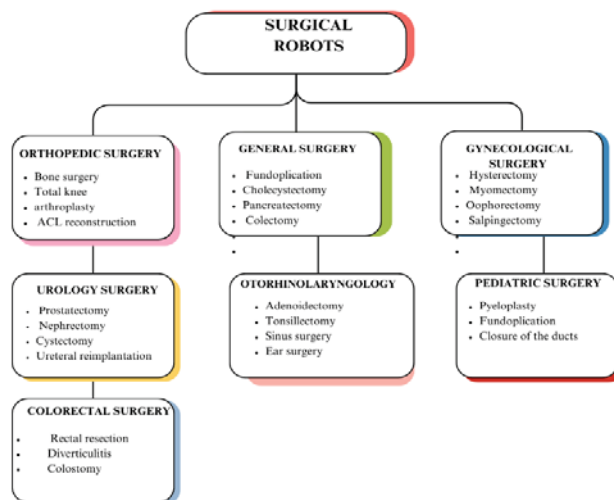 SURGICAL
ROBOTS
ORTHOPEDIC SURGERY
• Bone surgery
• Total knee
• arthroplasty
• ACL reconstruction
GENERAL SURGERY
• Fundoplication
• Cholecystectomy
• Pancreatectomy
• Colectomy
•
•
GYNECOLOGICAL
SURGERY
• Hysterectomy
• Myomectomy
• Oophorectomy
• Salpingectomy
•
•
UROLOGY SURGERY
• Prostatectomy
• Nephrectomy
• Cystectomy
• Ureteral reimplantation
OTORHINOLARYNGOLOGY
• Adenoidectomy
• Tonsillectomy
• Sinus surgery
• Ear surgery
PEDIATRIC SURGERY
• Pyeloplasty
• Fundoplication
• Closure of the ducts
COLORECTAL SURGERY
• Rectal resection
• Diverticulitis
• Colostomy